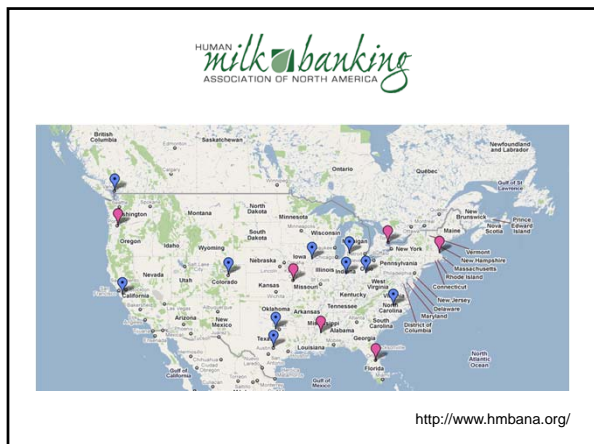 HUMAN
milk banking
ASSOCIATION OF NORTH AMERICA
British
Columbia
Saskatchewan
Newfoundland
and Labrador
Ontario
Québec
Gulf of St.
Lawrence
Washington
Montana
North
Dakota
Minnesota
New
Brunswick
Prince
Edward
Island
Maine
Nova
Scotia
Oregon
Idaho
South
Dakota
Wisconsin
Michigan
New York
Vermont
New Hampshire
Massachusetts
Rhode Island
Connecticut
Wyoming
Nebraska
Iowa
Illinois
Pennsylvania
Nevada
Utah
Colorado
Kansas
Missouri
West
Virginia
Kentucky
New Jersey
Delaware
Maryland
District of
Columbia
California
Arizona
New
Mexico
Oklahoma
Arkansas
Tennessee
North
Carolina
South
Carolina
Alabama
Georgia
Texas
Louisiana
Florida
North
Atlantic
Ocean
Gulf of
California
Gulf of
Mexico
http://www.hmbana.org/